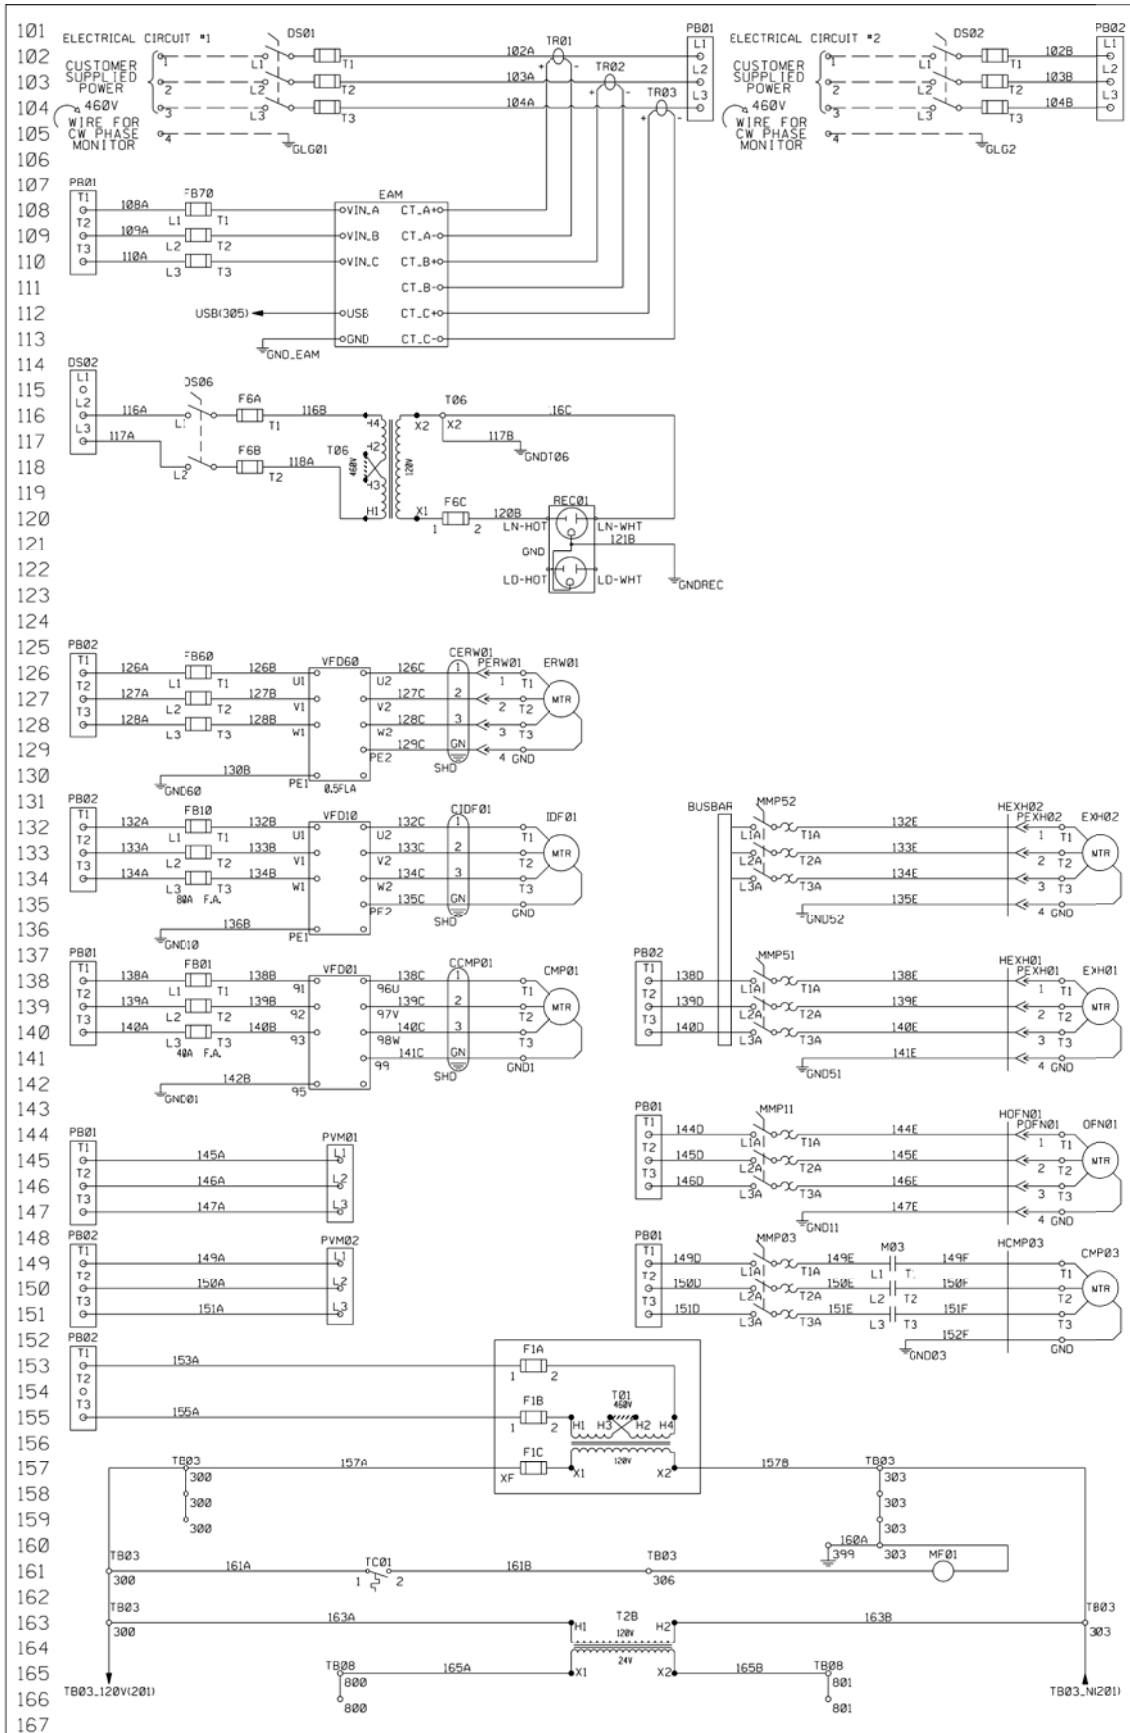 101
ELECTRICAL CIRCUIT #1 DS01 TR01 PB01 ELECTRICAL CIRCUIT #2 DS02 PB02
102 1 L1 T1 102A L1 1 L1 T1 102B L1
CUSTOMER SUPPLIED POWER CUSTOMER SUPPLIED POWER
103 2 L2 T2 103A + - TR02 L2 2 L2 T2 103B L2
104 460V 3 L3 T3 104A + - TR03 L3 460V 3 L3 T3 104B L3
WIRE FOR CW PHASE MONITOR WIRE FOR CW PHASE MONITOR
105 4 GLG01 + - 4 GLG2
106
107 PB01 FB70 EAM
108 T1 108A L1 T1 VIN_A CT_A+
109 T2 109A L2 T2 VIN_B CT_A-
110 T3 110A L3 T3 VIN_C CT_B+
111 CT_B-
112 USB(305) USB CT_C+
113 GND_EAM GND CT_C-
114 DS02
115 L1 DS06 F6A T06
116 L2 116A L1 T1 116B H4 X2 X2 116C
117 L3 117A F6B T06 H2 117B GNDT06
118 L2 T2 118A 460V 120V
119 H3 F6C REC01
120 H1 X1 1 2 120B LN-HOT LN-WHT
121 GND 121B
122 LD-HOT LD-WHT GNDREC
123
124
125 PB02 FB60 VFD60 CERW01 PERW01 ERW01
126 T1 126A L1 T1 126B U1 U2 126C 1 1 T1
127 T2 127A L2 T2 127B V1 V2 127C 2 2 T2 MTR
128 T3 128A L3 T3 128B W1 W2 128C 3 3 T3
129 PE2 129C GN SHD 4 GND
130 GND60 130B PE1 0.5FLA
131 PB02 FB10 VFD10 CIDF01 IDF01 BUSBAR MMP52 HEXH02 PEXH02 EXH02
132 T1 132A L1 T1 132B U1 U2 132C 1 T1 L1A T1A 132E 1 T1
133 T2 133A L2 T2 133B V1 V2 133C 2 T2 MTR L2A T2A 133E 2 T2 MTR
134 T3 134A L3 T3 134B W1 W2 134C 3 T3 L3A T3A 134E 3 T3
135 80A F.A. PE2 135C GN SHD GND GND52 135E 4 GND
136 GND10 136B PE1
137 PB01 FB01 VFD01 CCMP01 CMP01 PB02 MMP51 HEXH01 PEXH01 EXH01
138 T1 138A L1 T1 138B 91 96U 138C 1 T1 T1 138D L1A T1A 138E 1 T1
139 T2 139A L2 T2 139B 92 97V 139C 2 T2 MTR T2 139D L2A T2A 139E 2 T2 MTR
140 T3 140A L3 T3 140B 93 98W 140C 3 T3 T3 140D L3A T3A 140E 3 T3
141 40A F.A. 99 141C GN SHD GND1 GND51 141E 4 GND
142 GND01 142B 95
143 PB01 MMP11 HOFN01 POFN01 OFN01
144 PB01 PVM01 T1 144D L1A T1A 144E 1 T1
145 T1 145A L1 T2 145D L2A T2A 145E 2 T2 MTR
146 T2 146A L2 T3 146D L3A T3A 146E 3 T3
147 T3 147A L3 GND11 147E 4 GND
148 PB02 PVM02 PB01 MMP03 M03 HCMP03 CMP03
149 T1 149A L1 T1 149D L1A T1A 149E L1 149F T1
150 T2 150A L2 T2 150D L2A T2A 150E L2 T2 150F T2 MTR
151 T3 151A L3 T3 151D L3A T3A 151E L3 T3 151F T3
152 PB02 GND03 152F GND
153 T1 153A F1A 1 2
154 T2 T01 460V
155 T3 155A F1B 1 2 H1 H3 H2 H4
156
157 157A F1C XF X1 120V X2 157B TB03
TB03 300 303
158 300 303
159 300 303
160 160A 399 303
161 TB03 300 161A TC01 1 2 161B TB03 306 MF01
162
163 TB03 300 163A H1 T2B 120V H2 163B TB03 303
164 24V
165 TB08 800 165A X1 X2 165B TB08 801
166 TB03_120V(201) 800 801 TB03_N(201)
167